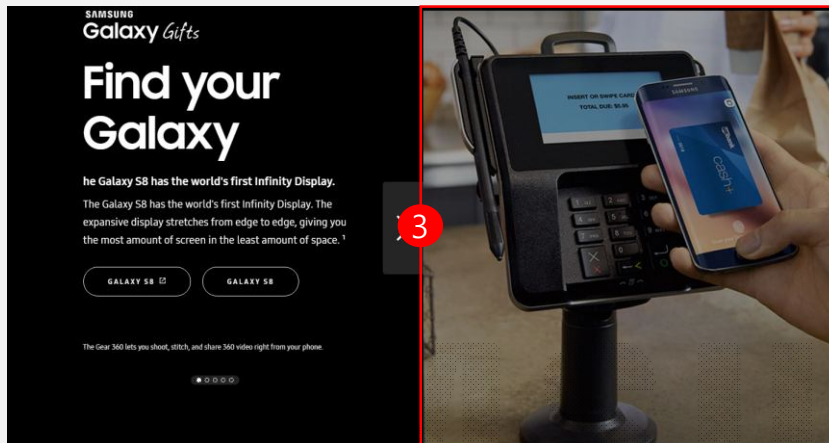 SAMSUNG
Galaxy Gifts
Find your
Galaxy
he Galaxy S8 has the world's first Infinity Display.
The Galaxy S8 has the Infinity Display. The
expansive display stretches from edge to edge, giving you
the most amount of screen in the least amount of space. ¹
GALAXY S8
GALAXY S8
The Gear 360 lets you shoot, stitch, and share 360 video right from your phone.
3
INSERT OR SWIPE CARD
TOTAL DUE: $5.95
SAMSUNG
cash+